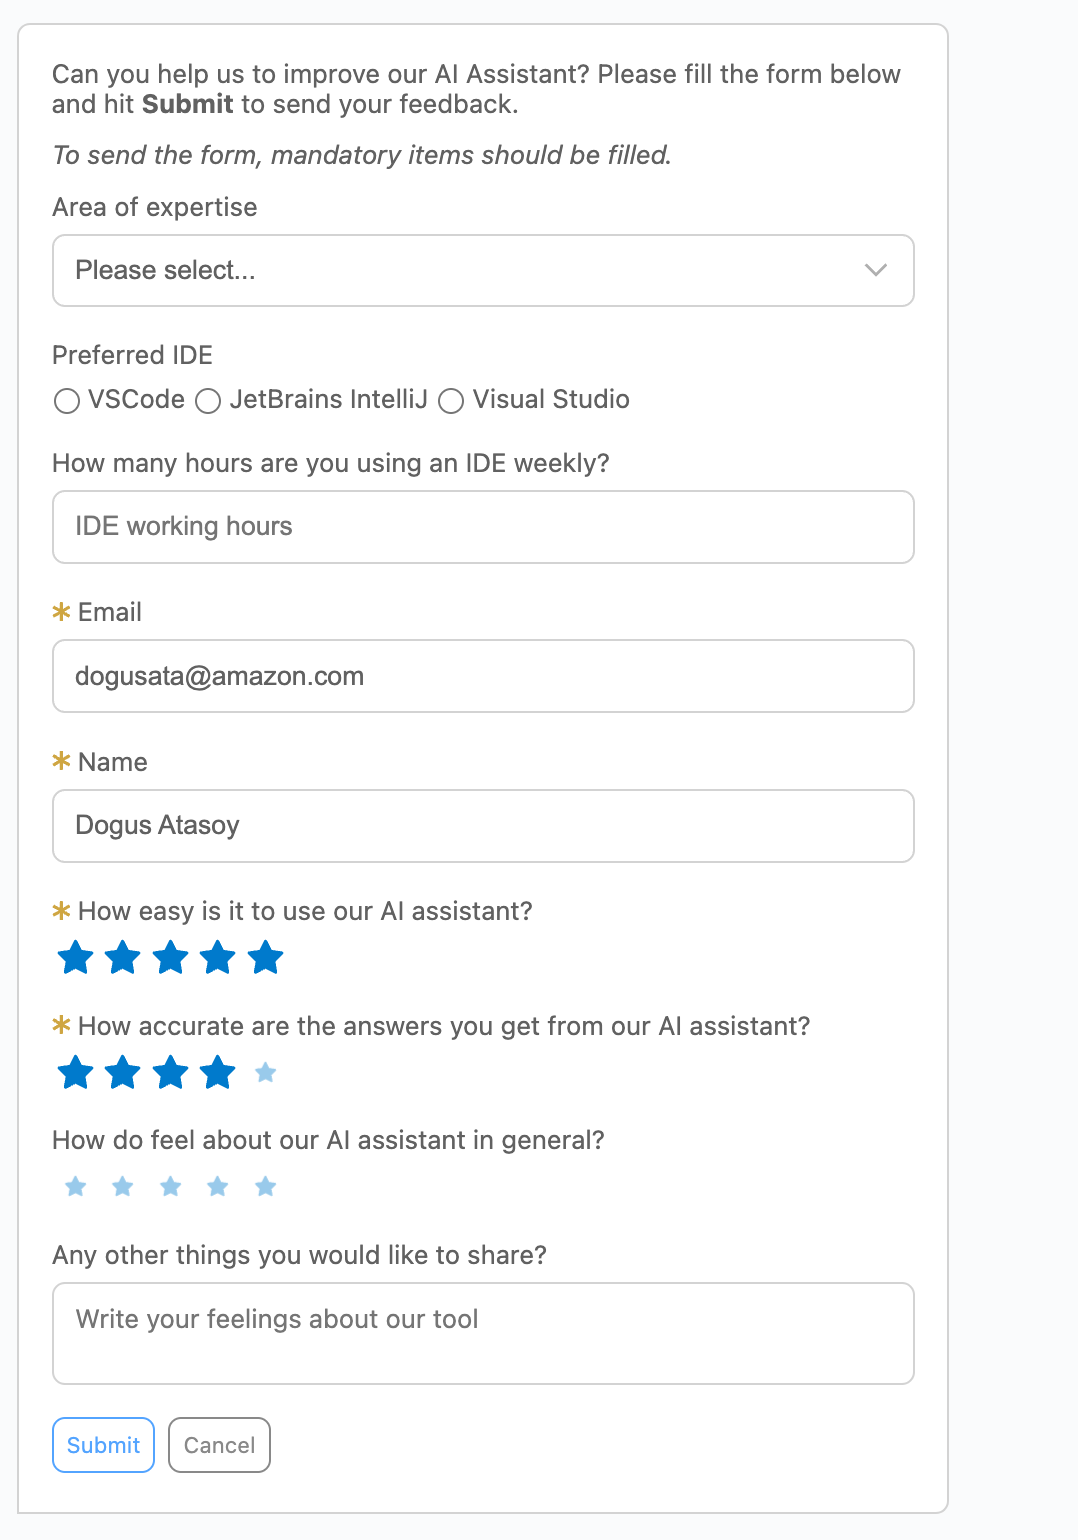 Can you help us to improve our AI Assistant? Please fill the form below
and hit Submit to send your feedback.
To send the form, mandatory items should be filled.
Area of expertise
Please select...
Preferred IDE
VSCode JetBrains IntelliJ Visual Studio
How many hours are you using an IDE weekly?
IDE working hours
* Email
dogusata@amazon.com
* Name
Dogus Atasoy
* How easy is it to use our AI assistant?
* How accurate are the answers you get from our AI assistant?
How do feel about our AI assistant in general?
Any other things you would like to share?
Write your feelings about our tool
Submit Cancel